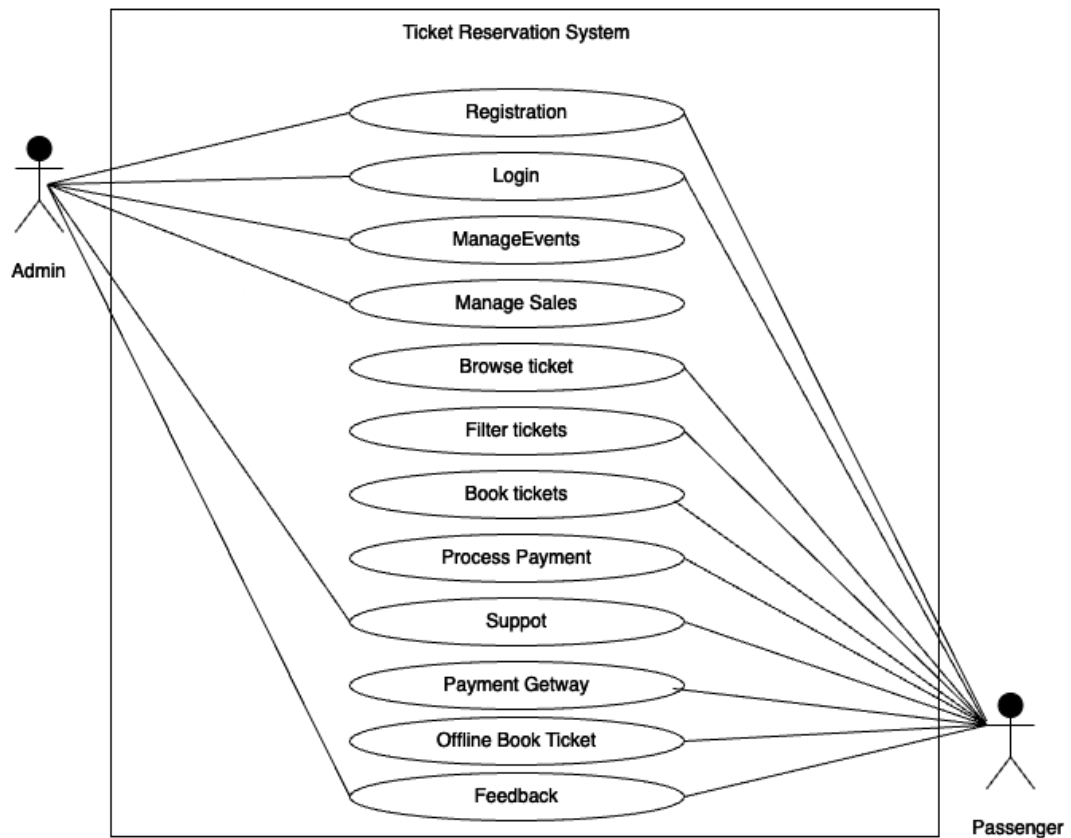 Ticket Reservation System
Registration
Login
ManageEvents
Admin
Manage Sales
Browse ticket
Filter tickets
Book tickets
Process Payment
Suppot
Payment Getway
Offline Book Ticket
Feedback
Passenger